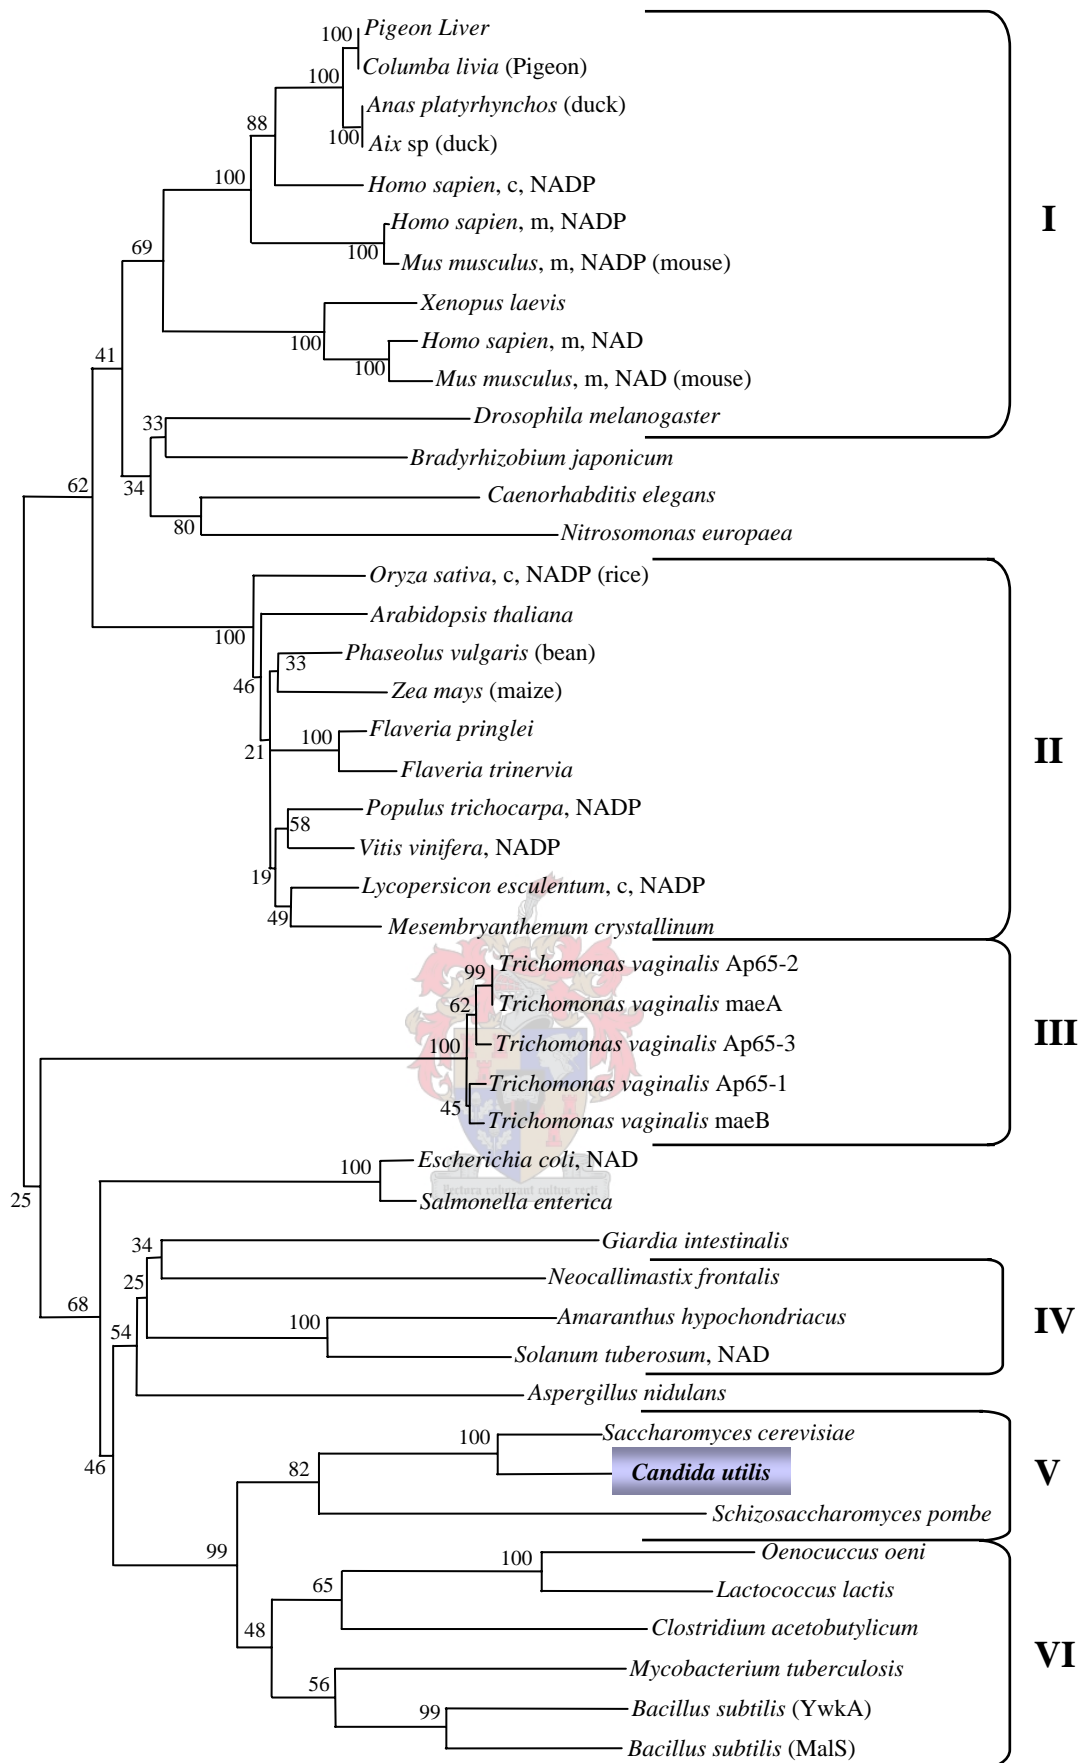 Pigeon Liver
100
Columba livia (Pigeon)
100
Anas platyrhynchos (duck)
88
100
Aix sp (duck)
100
Homo sapien, c, NADP
I
Homo sapien, m, NADP
69
100
Mus musculus, m, NADP (mouse)
Xenopus laevis
100
Homo sapien, m, NAD
41
100
Mus musculus, m, NAD (mouse)
Drosophila melanogaster
33
Bradyrhizobium japonicum
62
34
Caenorhabditis elegans
80
Nitrosomonas europaea
Oryza sativa, c, NADP (rice)
Arabidopsis thaliana
100
Phaseolus vulgaris (bean)
33
46
Zea mays (maize)
Flaveria pringlei
100
21
II
Flaveria trinervia
Populus trichocarpa, NADP
58
Vitis vinifera, NADP
19
Lycopersicon esculentum, c, NADP
49
Mesembryanthemum crystallinum
Trichomonas vaginalis Ap65-2
99
Trichomonas vaginalis maeA
62
III
Trichomonas vaginalis Ap65-3
100
Trichomonas vaginalis Ap65-1
45
Trichomonas vaginalis maeB
Escherichia coli, NAD
100
Pectora roborant cultus recti
25
Salmonella enterica
Giardia intestinalis
34
Neocallimastix frontalis
25
68
Amaranthus hypochondriacus
100
IV
54
Solanum tuberosum, NAD
Aspergillus nidulans
Saccharomyces cerevisiae
100
46
Candida utilis
V
82
Schizosaccharomyces pombe
99
Oenocuccus oeni
100
Lactococcus lactis
65
Clostridium acetobutylicum
48
VI
Mycobacterium tuberculosis
56
Bacillus subtilis (YwkA)
99
Bacillus subtilis (MalS)